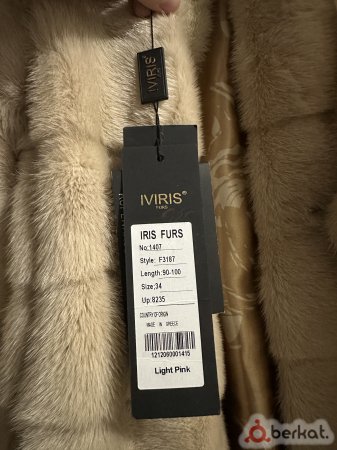 IVIRIS®
FURS
IVIRIS®
FURS
IRIS FURS
No:1407
Style: F3187
Length:90-100
Size:34
Up:8235
COUNTRY OF ORIGIN
MADE IN GREECE
1212060001415
Light Pink
berkat.